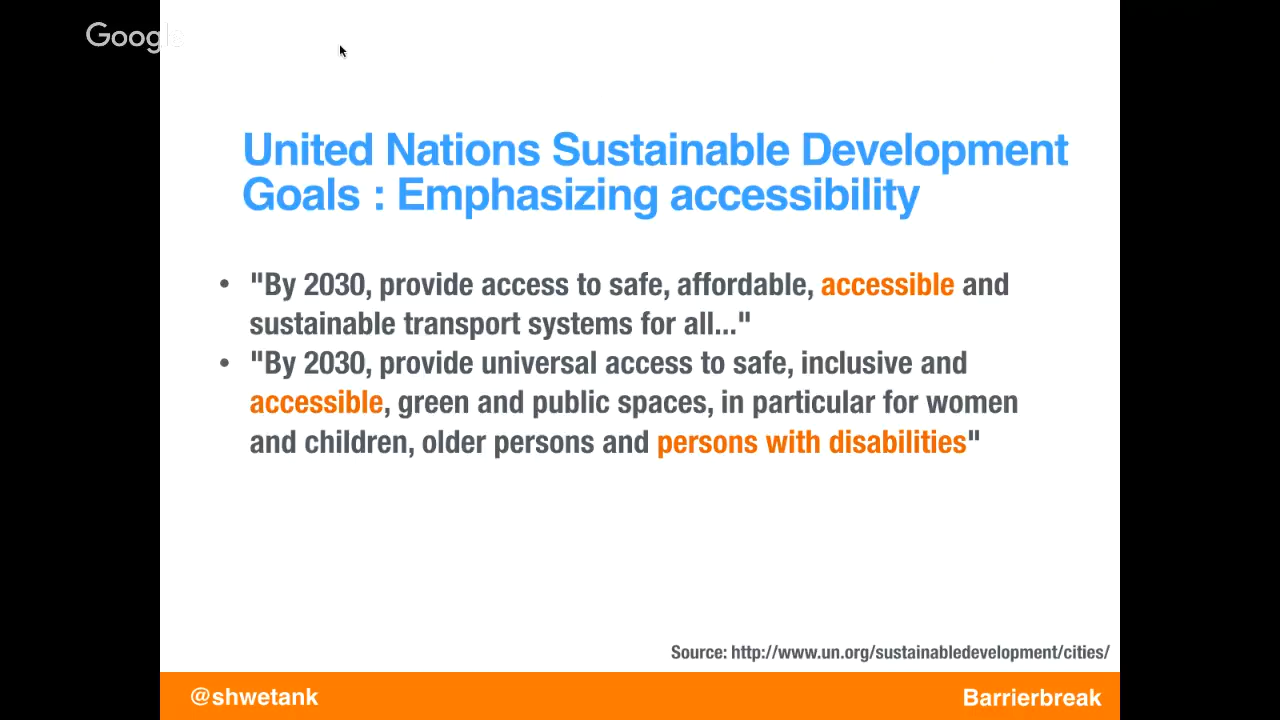 Google
United Nations Sustainable Development
Goals : Emphasizing accessibility
• "By 2030, provide access to safe, affordable, accessible and
sustainable transport systems for all..."
• "By 2030, provide universal access to safe, inclusive and
accessible, green and public spaces, in particular for women
and children, older persons and persons with disabilities"
Source: http://www.un.org/sustainabledevelopment/cities/
@shwetank
Barrierbreak